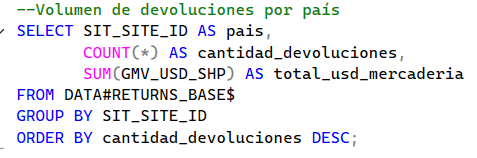 --Volumen de devoluciones por país
SELECT SIT_SITE_ID AS pais,
COUNT(*) AS cantidad_devoluciones,
SUM(GMV_USD_SHP) AS total_usd_mercaderia
FROM DATA#RETURNS_BASE$
GROUP BY SIT_SITE_ID
ORDER BY cantidad_devoluciones DESC;